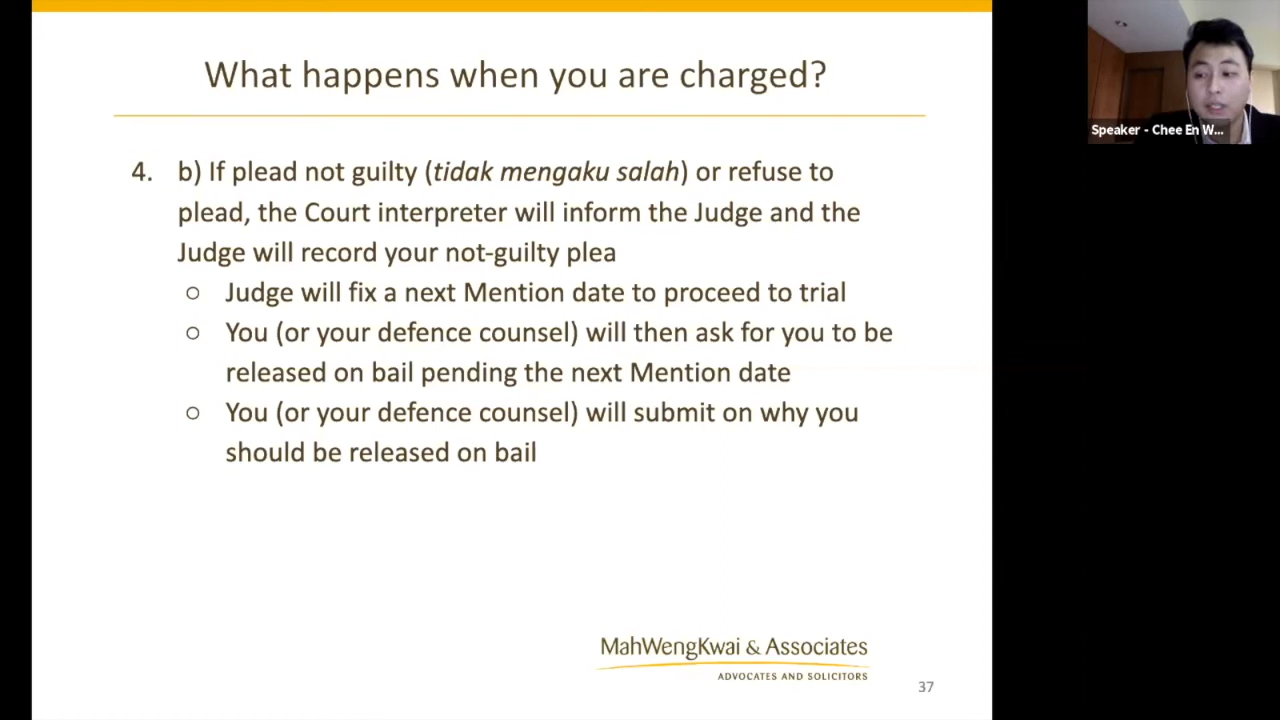 What happens when you are charged?
Speaker - Chee En W...
4. b) If plead not guilty (tidak mengaku salah) or refuse to
plead, the Court interpreter will inform the Judge and the
Judge will record your not-guilty plea
○ Judge will fix a next Mention date to proceed to trial
○ You (or your defence counsel) will then ask for you to be
released on bail pending the next Mention date
○ You (or your defence counsel) will submit on why you
should be released on bail
MahWengKwai & Associates
ADVOCATES AND SOLICITORS
37